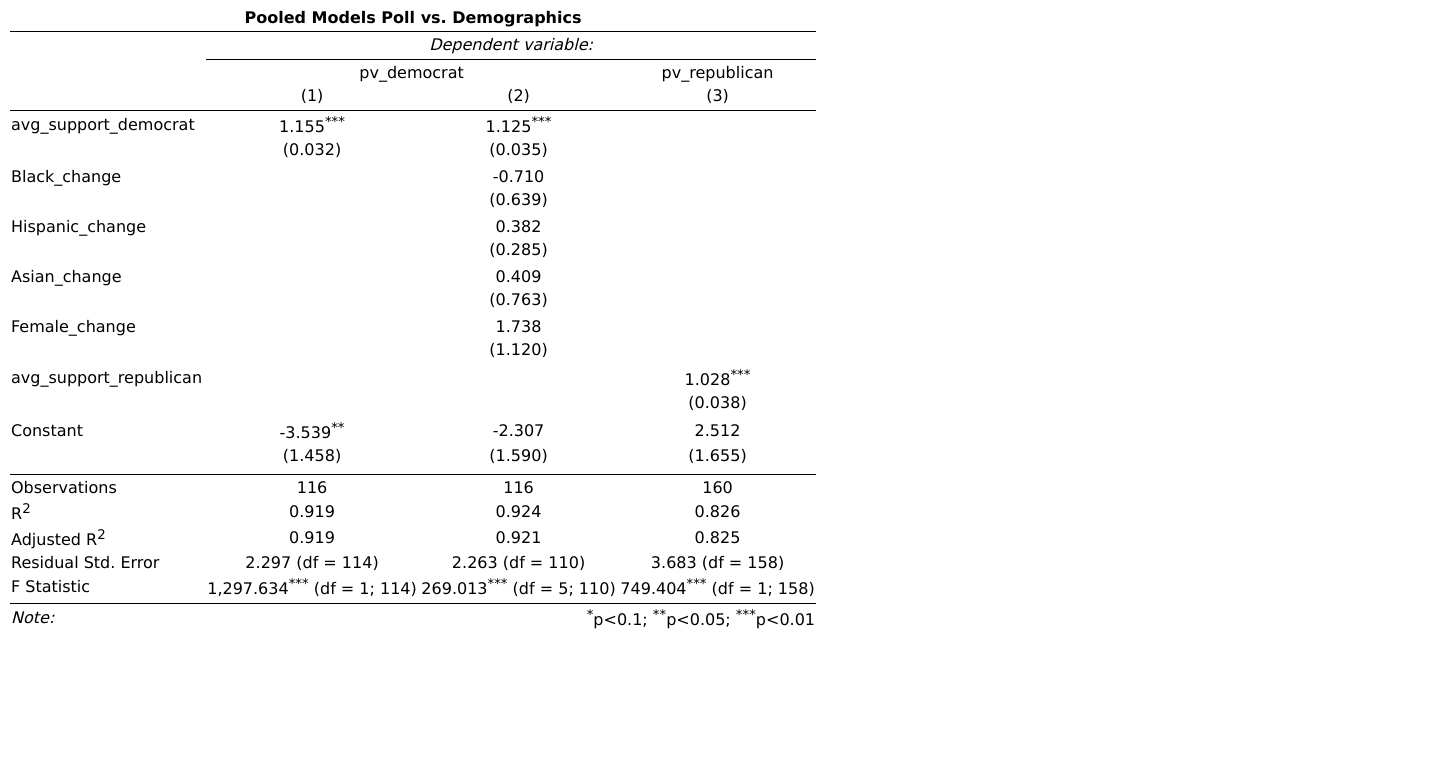 Pooled Models Poll vs. Demographics
Dependent variable:
pv_democrat pv_republican
(1) (2) (3)
avg_support_democrat 1.155*** 1.125***
(0.032) (0.035)
Black_change -0.710
(0.639)
Hispanic_change 0.382
(0.285)
Asian_change 0.409
(0.763)
Female_change 1.738
(1.120)
avg_support_republican 1.028***
(0.038)
Constant -3.539** -2.307 2.512
(1.458) (1.590) (1.655)
Observations 116 116 160
R2 0.919 0.924 0.826
Adjusted R2 0.919 0.921 0.825
Residual Std. Error 2.297 (df = 114) 2.263 (df = 110) 3.683 (df = 158)
F Statistic 1,297.634*** (df = 1; 114) 269.013*** (df = 5; 110) 749.404*** (df = 1; 158)
Note: *p<0.1; **p<0.05; ***p<0.01